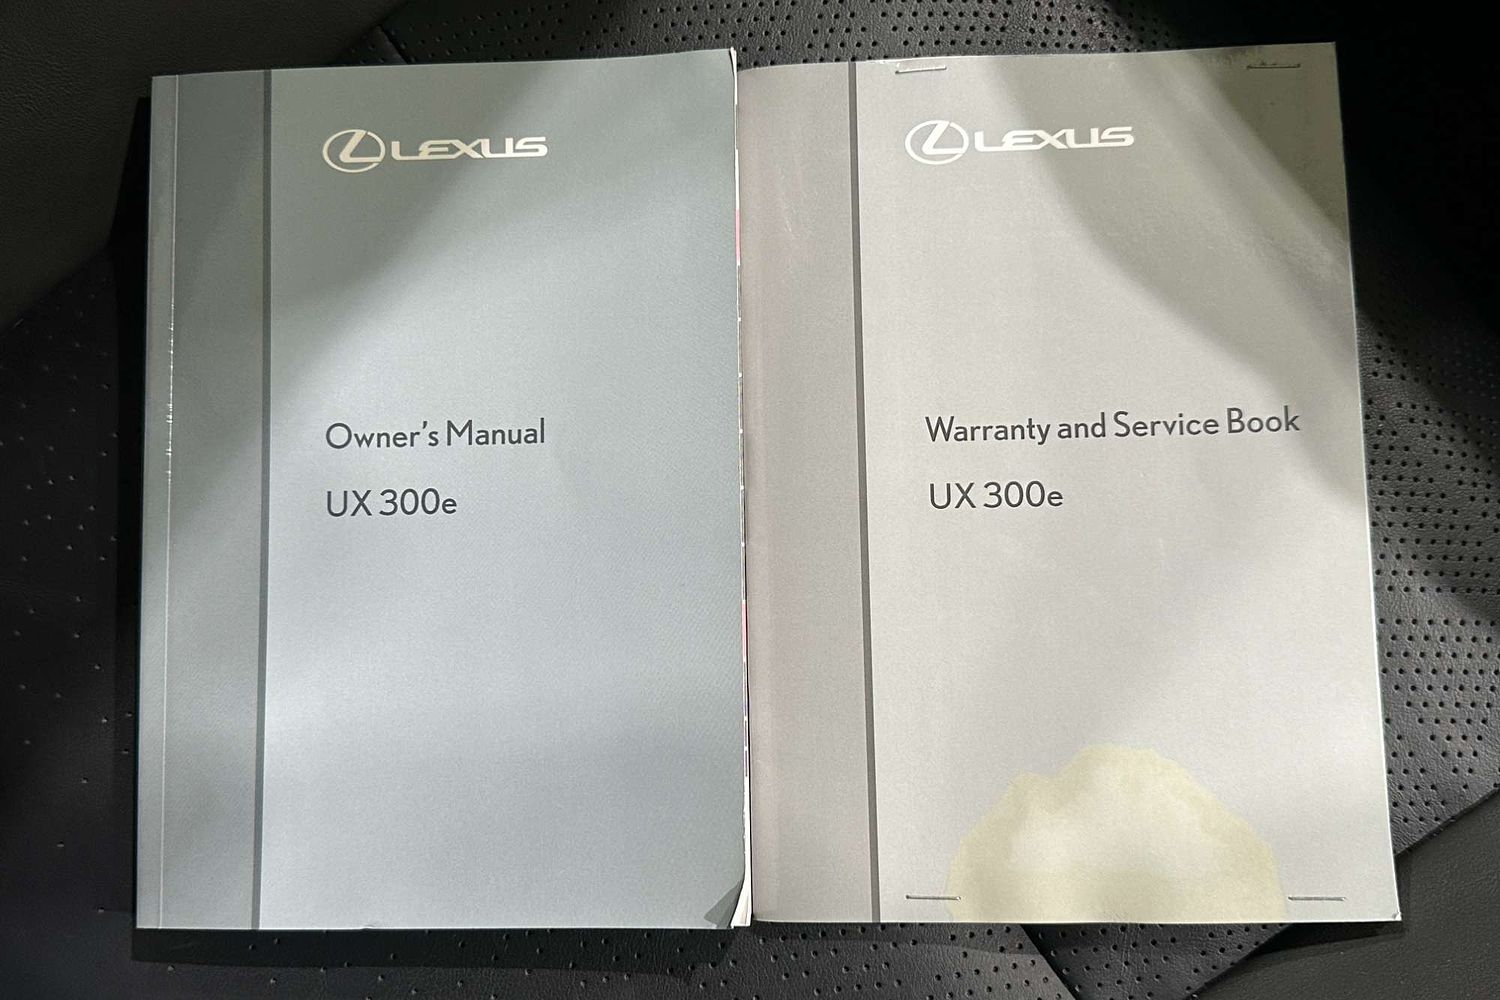 LEXUS
Owner's Manual
UX 300e
LEXUS
Warranty and Service Book
UX 300e